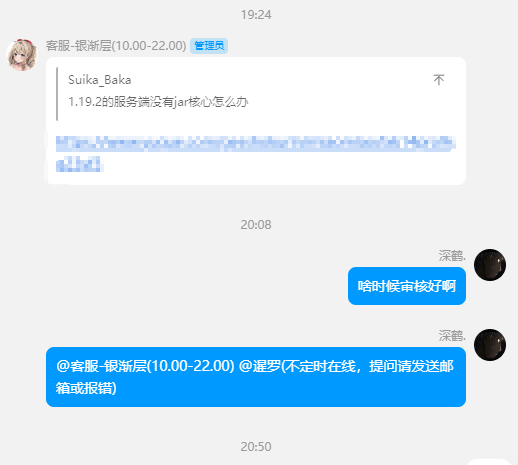 19:24
客服-银渐层(10.00-22.00) 管理员
Suika_Baka
1.19.2的服务端没有jar核心怎么办
20:08
深鹤.
啥时候审核好啊
深鹤.
@客服-银渐层(10.00-22.00) @暹罗(不定时在线，提问请发送邮
箱或报错)
20:50